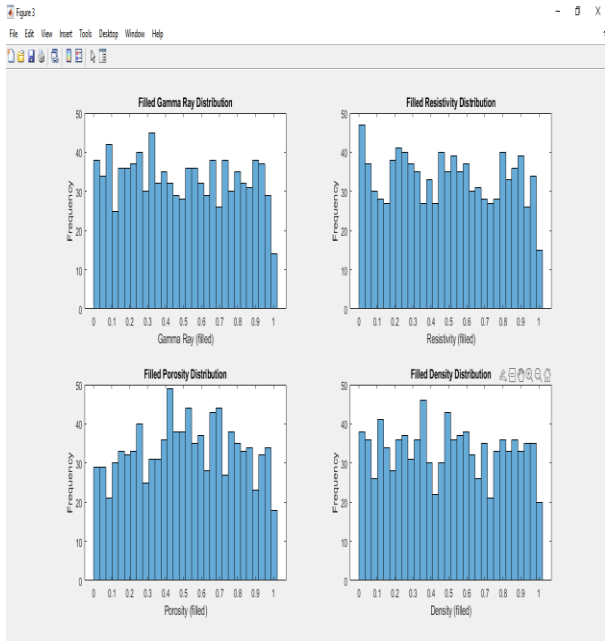 Figure 3
File Edit View Insert Tools Desktop Window Help
Filled Gamma Ray Distribution
Frequency
50
40
30
20
10
0
0 0.1 0.2 0.3 0.4 0.5 0.6 0.7 0.8 0.9 1
Gamma Ray (filled)
Filled Resistivity Distribution
Frequency
50
40
30
20
10
0
0 0.1 0.2 0.3 0.4 0.5 0.6 0.7 0.8 0.9 1
Resistivity (filled)
Filled Porosity Distribution
Frequency
50
40
30
20
10
0
0 0.1 0.2 0.3 0.4 0.5 0.6 0.7 0.8 0.9 1
Porosity (filled)
Filled Density Distribution
Frequency
50
40
30
20
10
0
0 0.1 0.2 0.3 0.4 0.5 0.6 0.7 0.8 0.9 1
Density (filled)